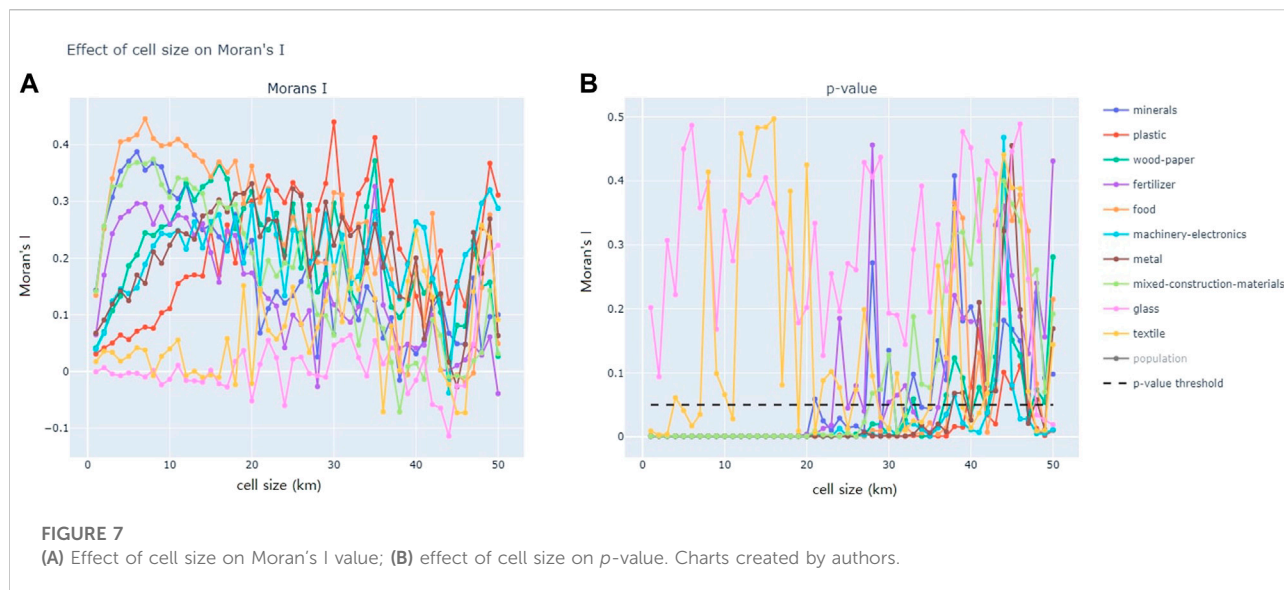 Effect of cell size on Moran's I
A
Morans I
Moran's I
0.4
0.3
0.2
0.1
0
−0.1
0
10
20
30
40
50
cell size (km)
B
p-value
Moran's I
0.5
0.4
0.3
0.2
0.1
0
0
10
20
30
40
50
cell size (km)
minerals
plastic
wood-paper
fertilizer
food
machinery-electronics
metal
mixed-construction-materials
glass
textile
population
p-value threshold
FIGURE 7
(A) Effect of cell size on Moran's I value; (B) effect of cell size on p-value. Charts created by authors.